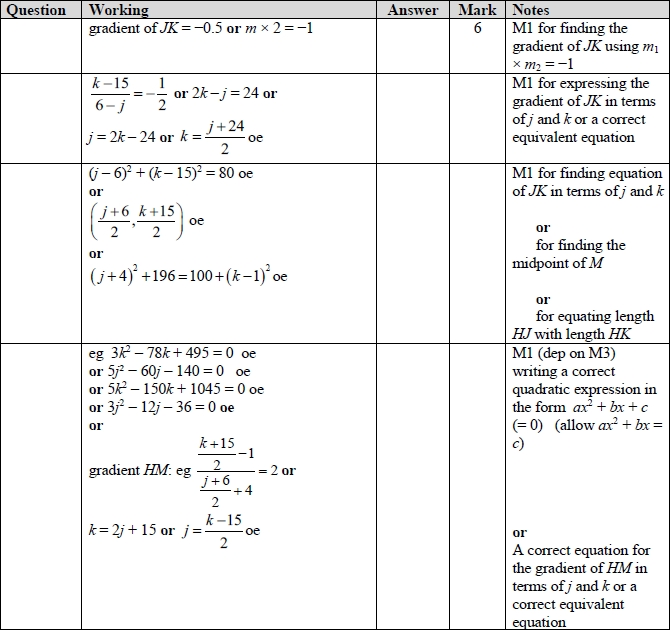 Question Working Answer Mark Notes
gradient of JK = −0.5 or m × 2 = −1
6
M1 for finding the
gradient of JK using m₁
× m₂ = −1
(k − 15)/(6 − j) = −1/2 or 2k − j = 24 or
j = 2k − 24 or k = (j + 24)/2 oe
M1 for expressing the
gradient of JK in terms
of j and k or a correct
equivalent equation
(j − 6)² + (k − 15)² = 80 oe
or
((j + 6)/2, (k + 15)/2) oe
or
(j + 4)² + 196 = 100 + (k − 1)² oe
M1 for finding equation
of JK in terms of j and k
or
for finding the
midpoint of M
or
for equating length
HJ with length HK
eg 3k² − 78k + 495 = 0 oe
or 5j² − 60j − 140 = 0 oe
or 5k² − 150k + 1045 = 0 oe
or 3j² − 12j − 36 = 0 oe
or
gradient HM: eg ((k + 15)/2 − 1)/((j + 6)/2 + 4) = 2 or
k = 2j + 15 or j = (k − 15)/2 oe
M1 (dep on M3)
writing a correct
quadratic expression in
the form ax² + bx + c
(= 0) (allow ax² + bx =
c)
or
A correct equation for
the gradient of HM in
terms of j and k or a
correct equivalent
equation